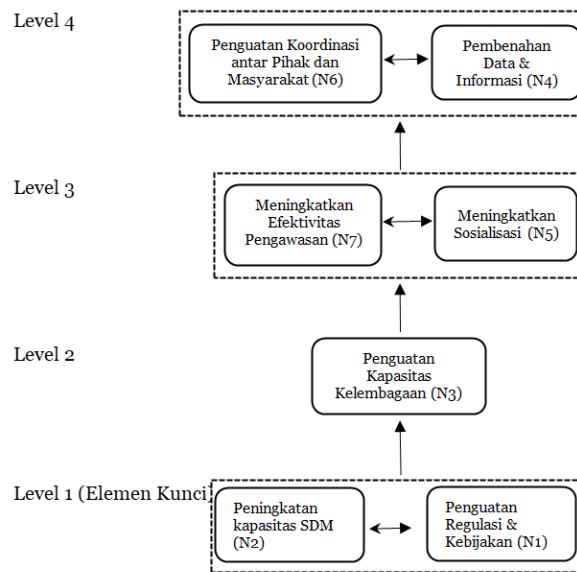 Level 4
Penguatan Koordinasi
antar Pihak dan
Masyarakat (N6)
Pembenahan
Data &
Informasi (N4)
Level 3
Meningkatkan
Efektivitas
Pengawasan (N7)
Meningkatkan
Sosialisasi (N5)
Level 2
Penguatan
Kapasitas
Kelembagaan (N3)
Level 1 (Elemen Kunci)
Peningkatan
kapasitas SDM
(N2)
Penguatan
Regulasi &
Kebijakan (N1)